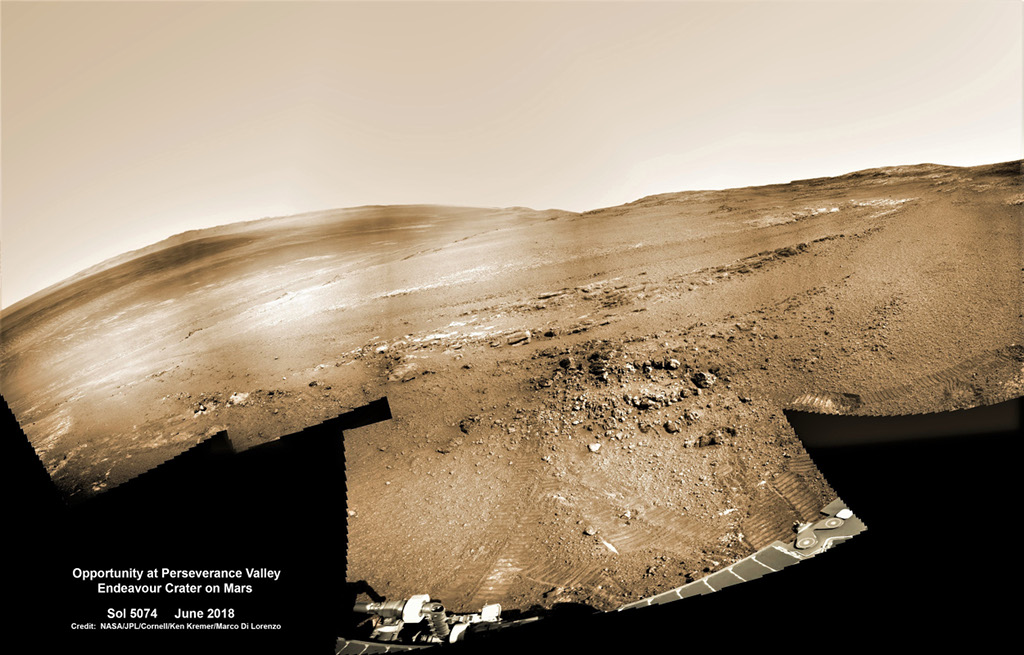 Opportunity at Perseverance Valley
Endeavour Crater on Mars
Sol 5074 June 2018
Credit: NASA/JPL/Cornell/Ken Kremer/Marco Di Lorenzo